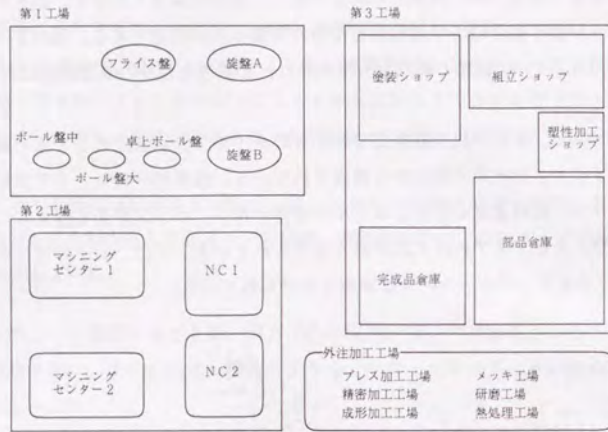 第1工場
フライス盤
旋盤A
ボール盤中
卓上ボール盤
ボール盤大
旋盤B
第2工場
マシニング
センター1
NC1
マシニング
センター2
NC2
第3工場
塗装ショップ
組立ショップ
塑性加工
ショップ
部品倉庫
完成品倉庫
外注加工工場
プレス加工工場
メッキ工場
精密加工工場
研磨工場
成形加工工場
熱処理工場